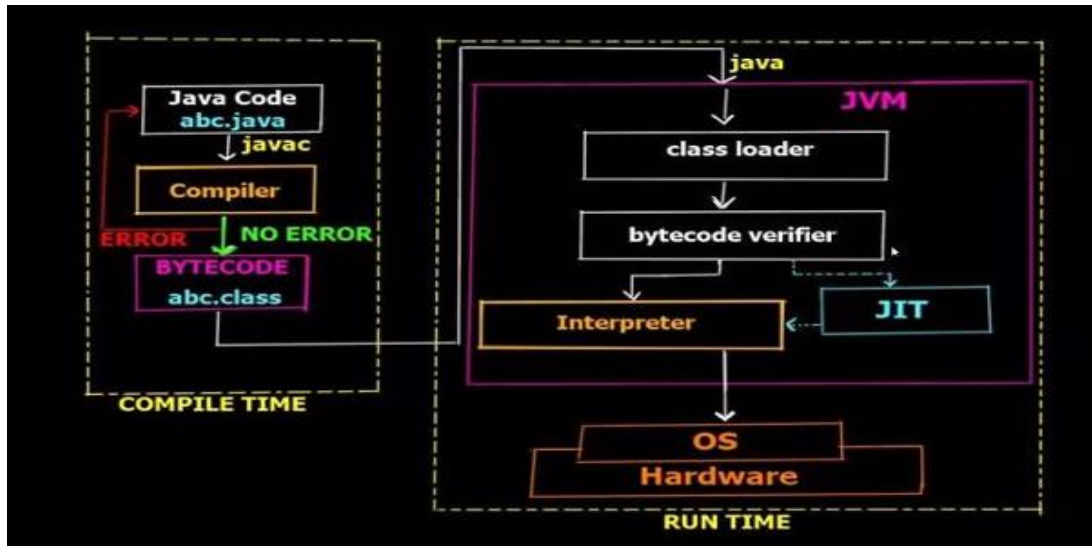 Java Code
abc.java
javac
Compiler
ERROR
NO ERROR
BYTECODE
abc.class
COMPILE TIME
java
JVM
class loader
bytecode verifier
Interpreter
JIT
OS
Hardware
RUN TIME